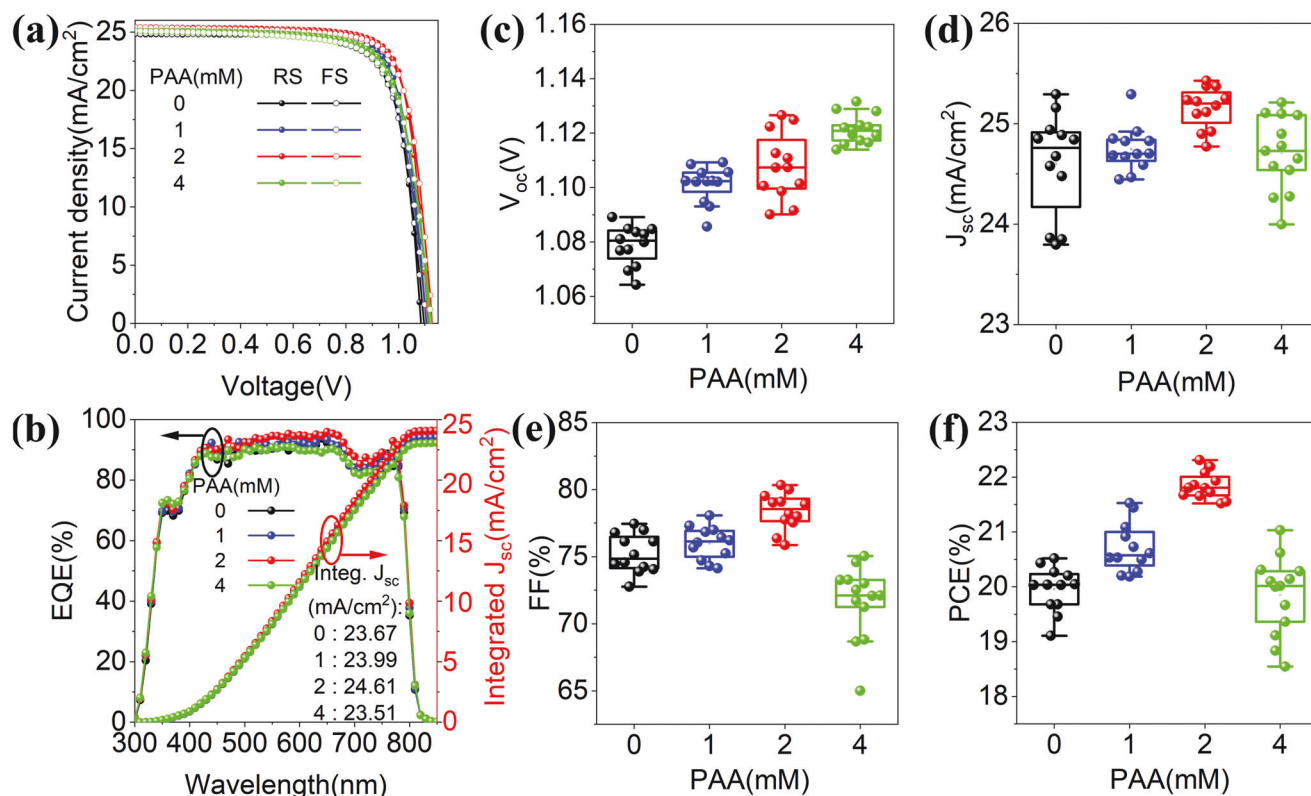 (a)
25
20
15
10
5
0
Current density(mA/cm²)
PAA(mM) RS FS
0
1
2
4
0.0 0.2 0.4 0.6 0.8 1.0
Voltage(V)
(c)
1.16
1.14
1.12
1.10
1.08
1.06
V_oc(V)
0 1 2 4
PAA(mM)
(d)
26
25
24
23
J_sc(mA/cm²)
0 1 2 4
PAA(mM)
(b)
100
80
60
40
20
0
EQE(%)
PAA(mM)
0
1
2
4
Integ. J_sc
(mA/cm²):
0 : 23.67
1 : 23.99
2 : 24.61
4 : 23.51
25
20
15
10
5
0
Integrated J_sc(mA/cm²)
300 400 500 600 700 800
Wavelength(nm)
(e)
85
80
75
70
65
FF(%)
0 1 2 4
PAA(mM)
(f)
23
22
21
20
19
18
PCE(%)
0 1 2 4
PAA(mM)